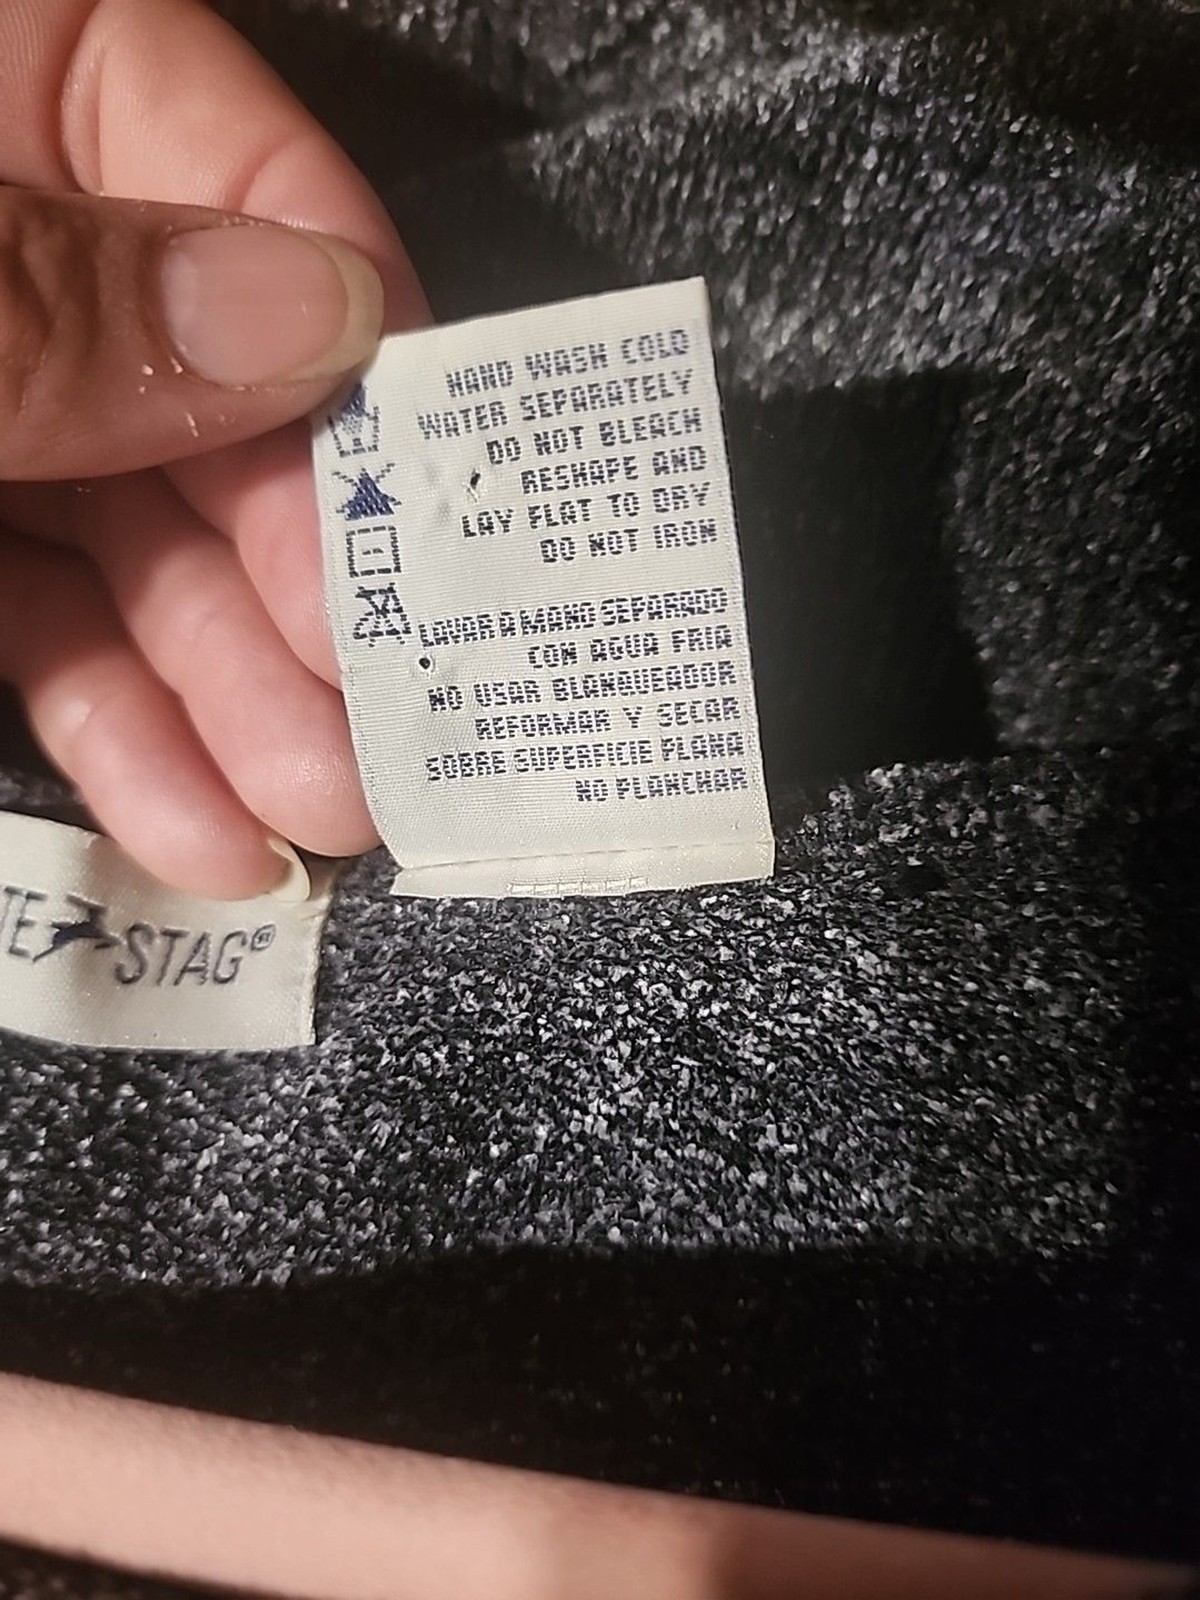 HAND WASH COLD
WATER SEPARATELY
DO NOT BLEACH
RESHAPE AND
LAY FLAT TO DRY
DO NOT IRON
LAVAR A MANO SEPARADO
CON AGUA FRIA
NO USAR BLANQUEADOR
REFORMAR Y SECAR
SOBRE SUPERFICIE PLANA
NO PLANCHAR
TE STAG®